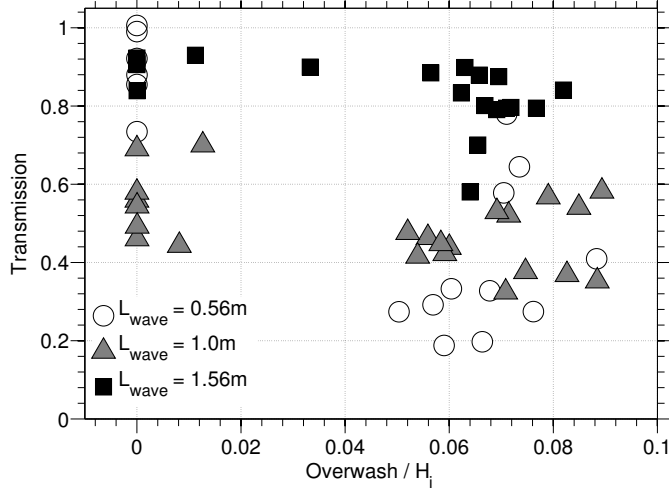 1
0.8
0.6
0.4
0.2
0
Transmission
L_wave = 0.56m
L_wave = 1.0m
L_wave = 1.56m
0 0.02 0.04 0.06 0.08 0.1
Overwash / H_i